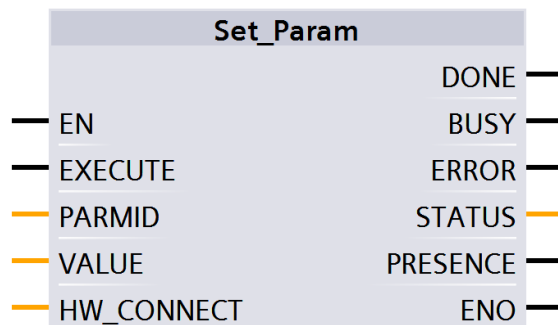 Set_Param
DONE
EN BUSY
EXECUTE ERROR
PARMID STATUS
VALUE PRESENCE
HW_CONNECT ENO